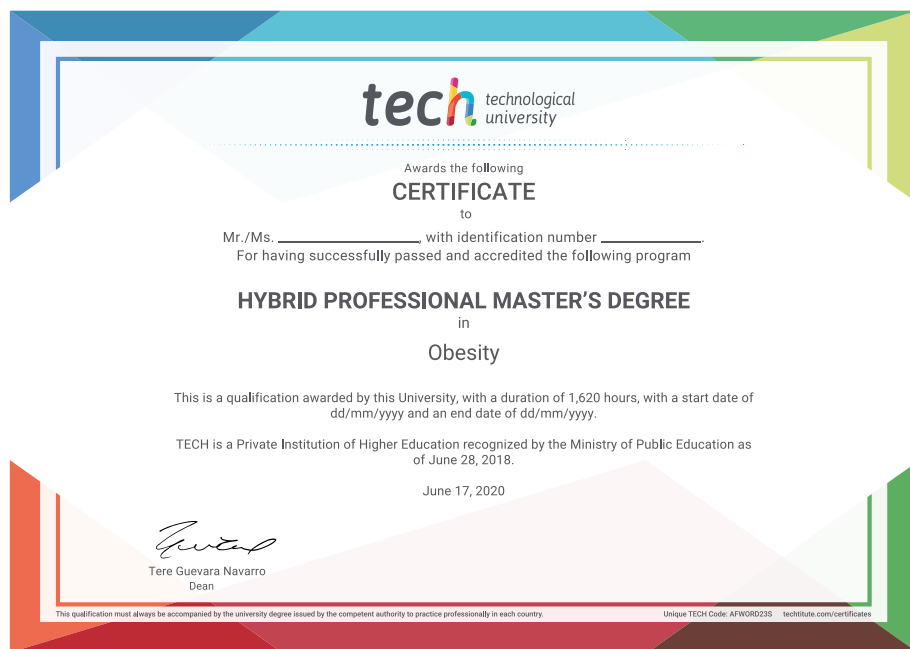 tech technological
university
Awards the following
CERTIFICATE
to
Mr./Ms. ____________, with identification number ____________.
For having successfully passed and accredited the following program
HYBRID PROFESSIONAL MASTER'S DEGREE
in
Obesity
This is a qualification awarded by this University, with a duration of 1,620 hours, with a start date of
dd/mm/yyyy and an end date of dd/mm/yyyy.
TECH is a Private Institution of Higher Education recognized by the Ministry of Public Education as
of June 28, 2018.
June 17, 2020
Tere Guevara Navarro
Dean
This qualification must always be accompanied by the university degree issued by the competent authority to practice professionally in each country.
Unique TECH Code: AFWORD23S techtitute.com/certificates